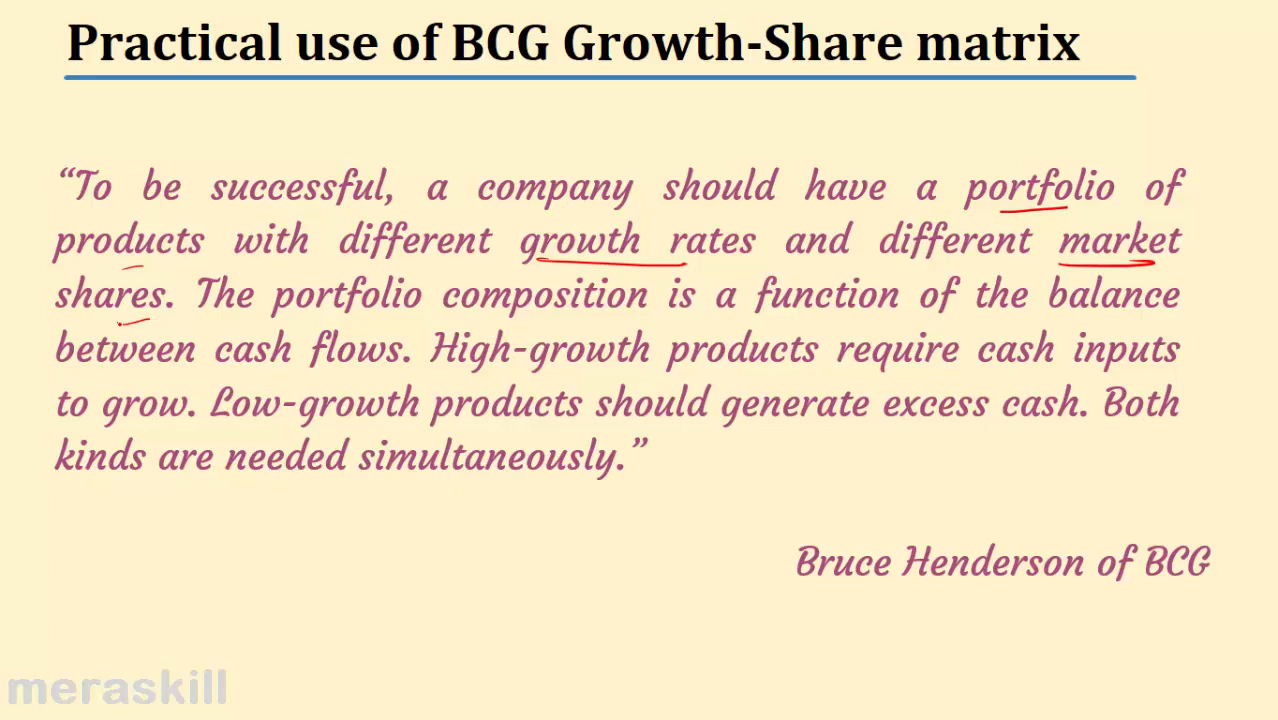 Practical use of BCG Growth-Share matrix
“To be successful, a company should have a portfolio of
products with different growth rates and different market
shares. The portfolio composition is a function of the balance
between cash flows. High-growth products require cash inputs
to grow. Low-growth products should generate excess cash. Both
kinds are needed simultaneously.”
Bruce Henderson of BCG
meraskill